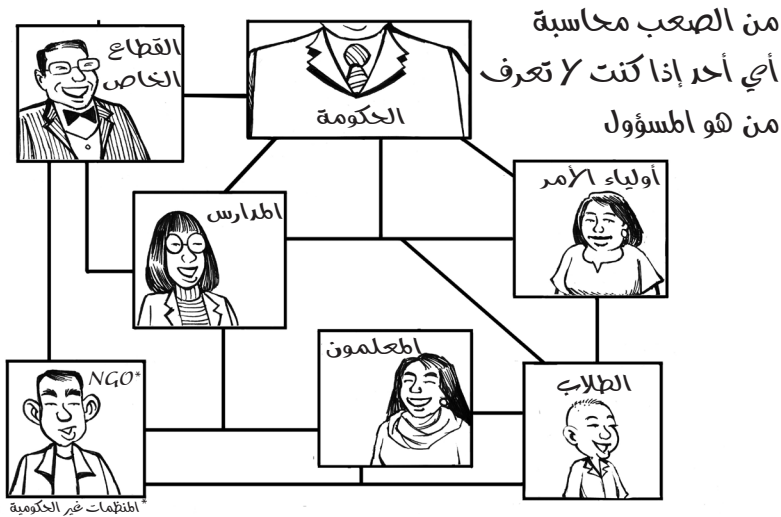 من الصعب محاسبة
أي أحد إذا كنت لا تعرف
من هو المسؤول
القطاع
الخاص
الحكومة
أولياء الأمر
المدارس
المعلمون
الطلاب
NGO*
*المنظمات غير الحكومية